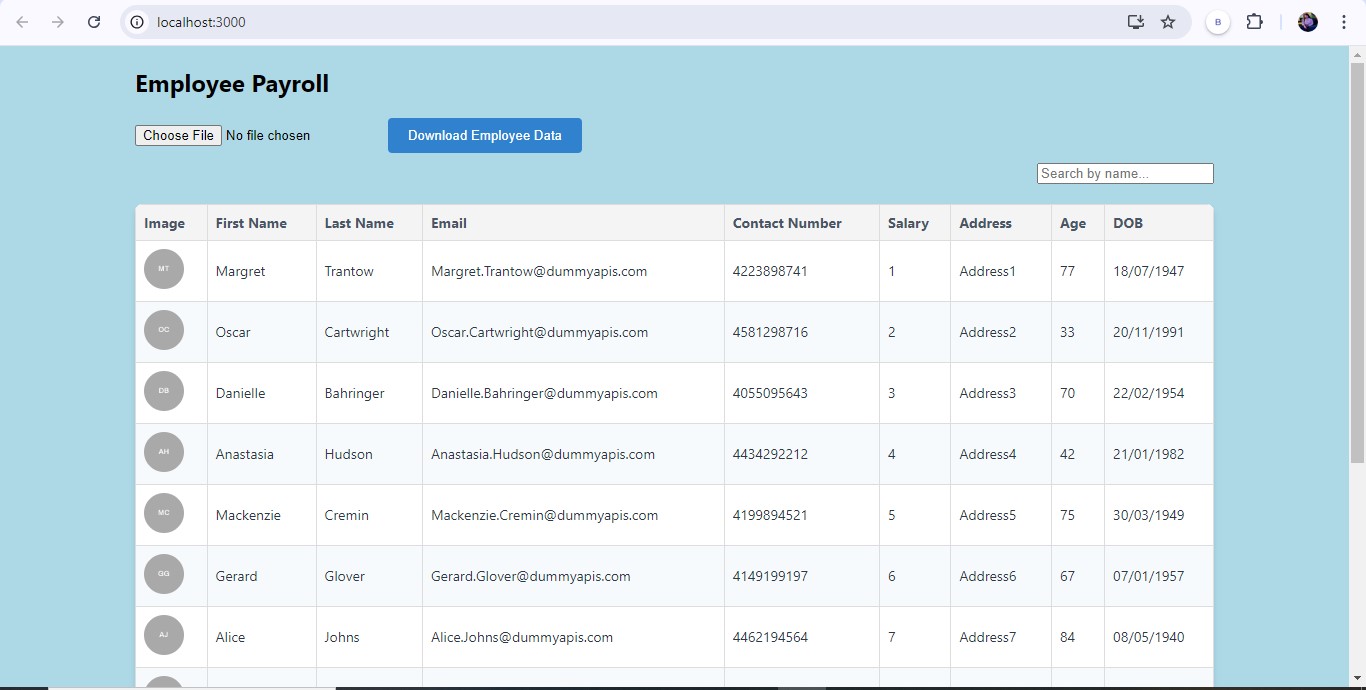 localhost:3000
B
Employee Payroll
Choose File No file chosen Download Employee Data
Search by name...
Image First Name Last Name Email Contact Number Salary Address Age DOB
MT Margret Trantow Margret.Trantow@dummyapis.com 4223898741 1 Address1 77 18/07/1947
OC Oscar Cartwright Oscar.Cartwright@dummyapis.com 4581298716 2 Address2 33 20/11/1991
DB Danielle Bahringer Danielle.Bahringer@dummyapis.com 4055095643 3 Address3 70 22/02/1954
AH Anastasia Hudson Anastasia.Hudson@dummyapis.com 4434292212 4 Address4 42 21/01/1982
MC Mackenzie Cremin Mackenzie.Cremin@dummyapis.com 4199894521 5 Address5 75 30/03/1949
GG Gerard Glover Gerard.Glover@dummyapis.com 4149199197 6 Address6 67 07/01/1957
AJ Alice Johns Alice.Johns@dummyapis.com 4462194564 7 Address7 84 08/05/1940